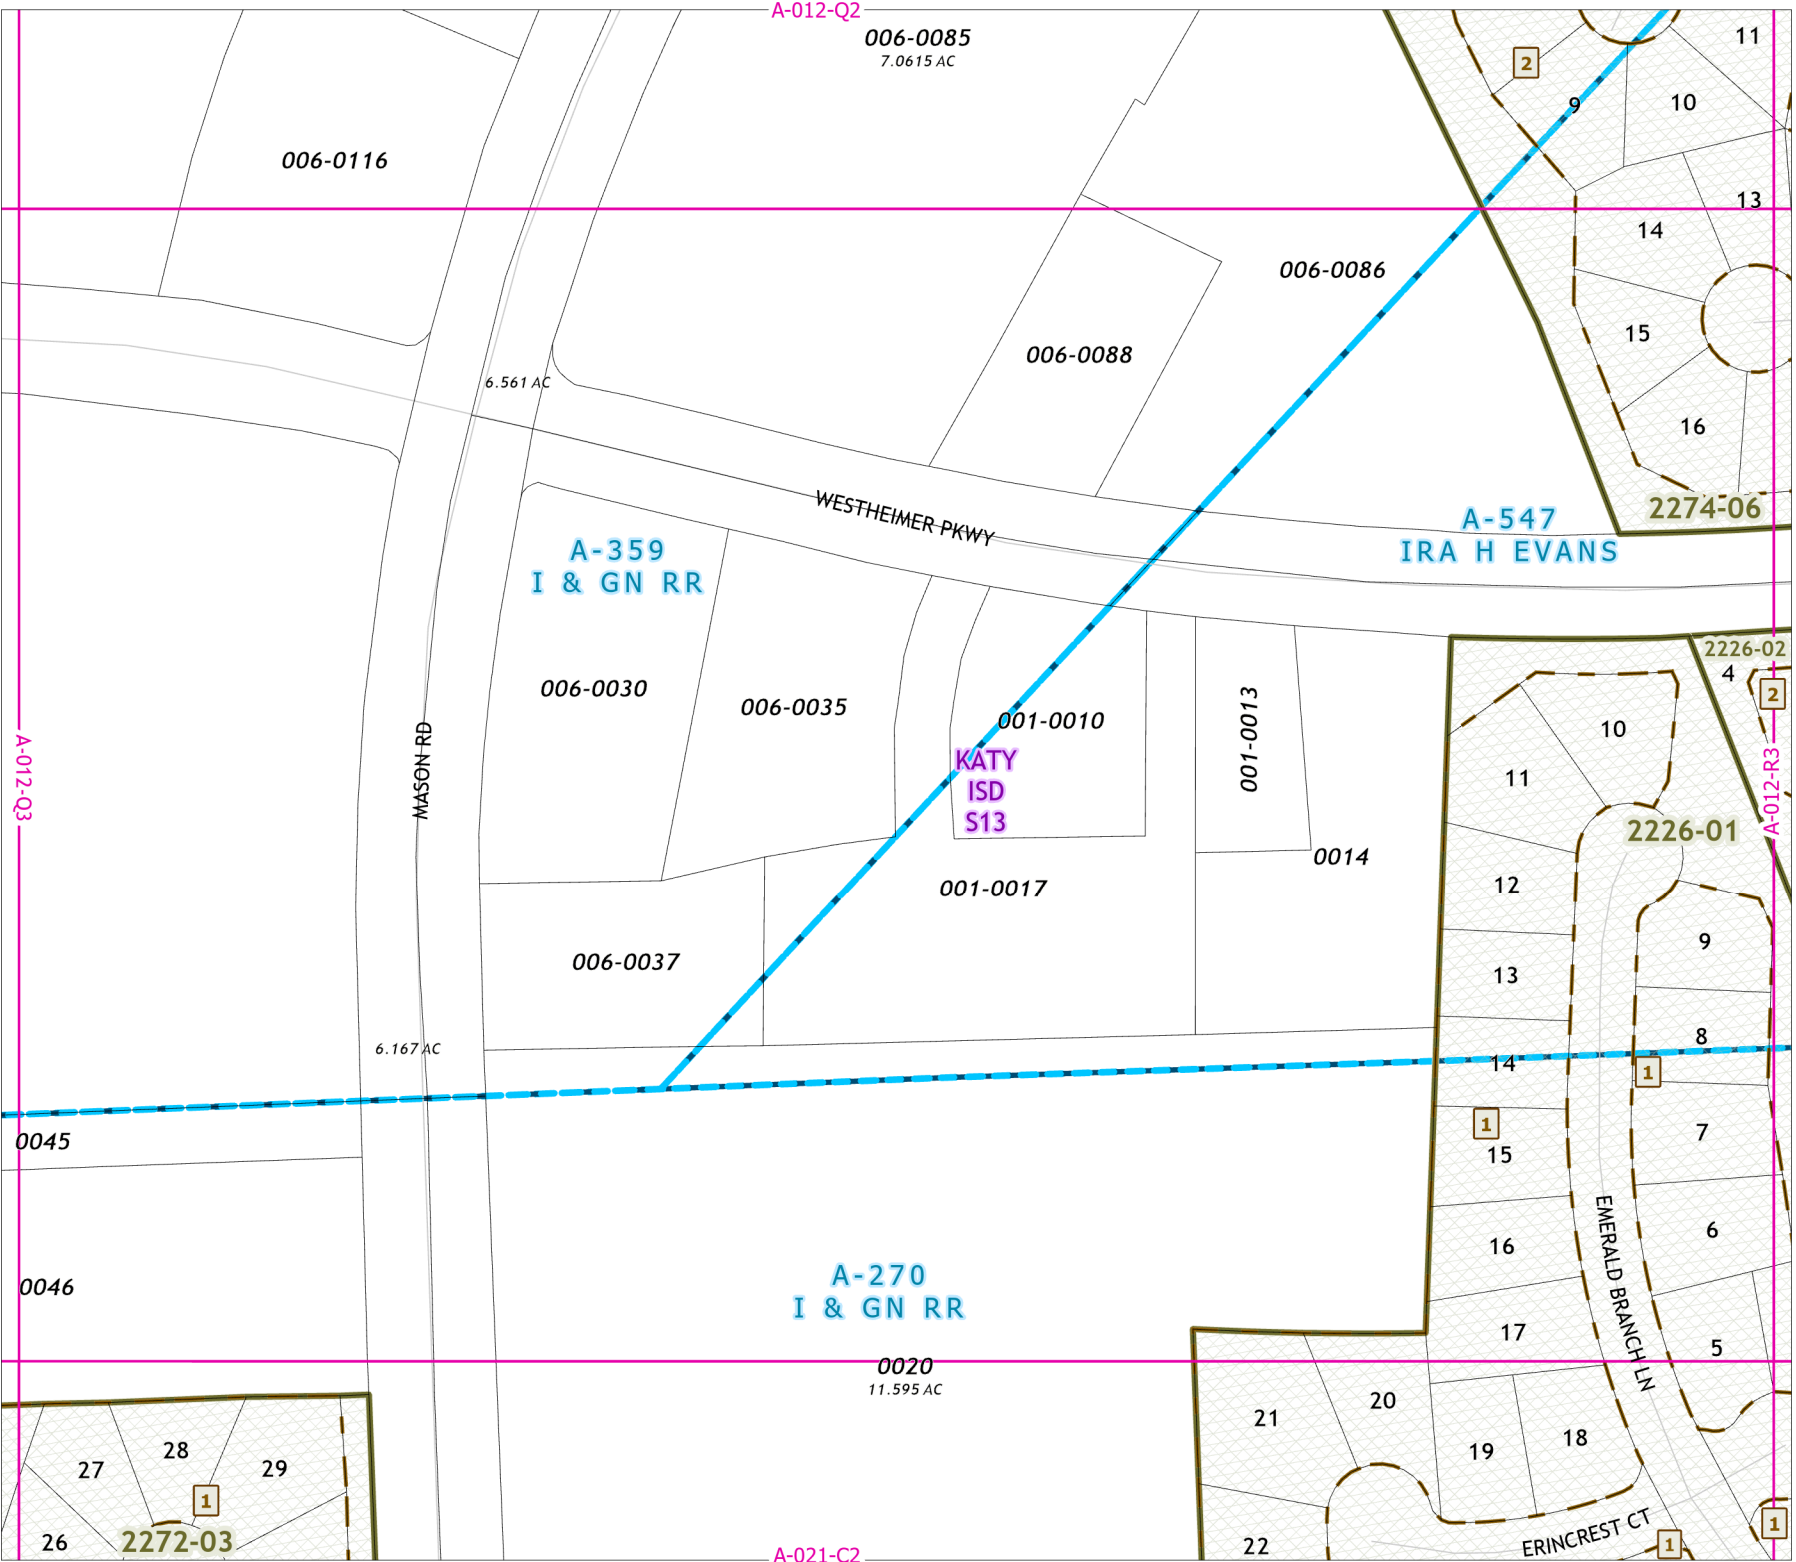 A-012-Q2
006-0085
7.0615 AC
11
2
9
10
006-0116
13
14
006-0086
15
006-0088
6.561 AC
16
WESTHEIMER PKWY
2274-06
A-547
IRA H EVANS
A-359
I & GN RR
2226-02
4
2
006-0030
006-0035
001-0010
001-0013
10
11
KATY
ISD
S13
MASON RD
A-012-Q3
A-012-R3
2226-01
0014
001-0017
12
9
006-0037
13
8
6.167 AC
14
1
0045
1
15
7
16
6
EMERALD BRANCH LN
0046
A-270
I & GN RR
17
5
0020
11.595 AC
21
20
19
18
27
28
29
1
26
2272-03
22
ERINCREST CT
1
1
A-021-C2